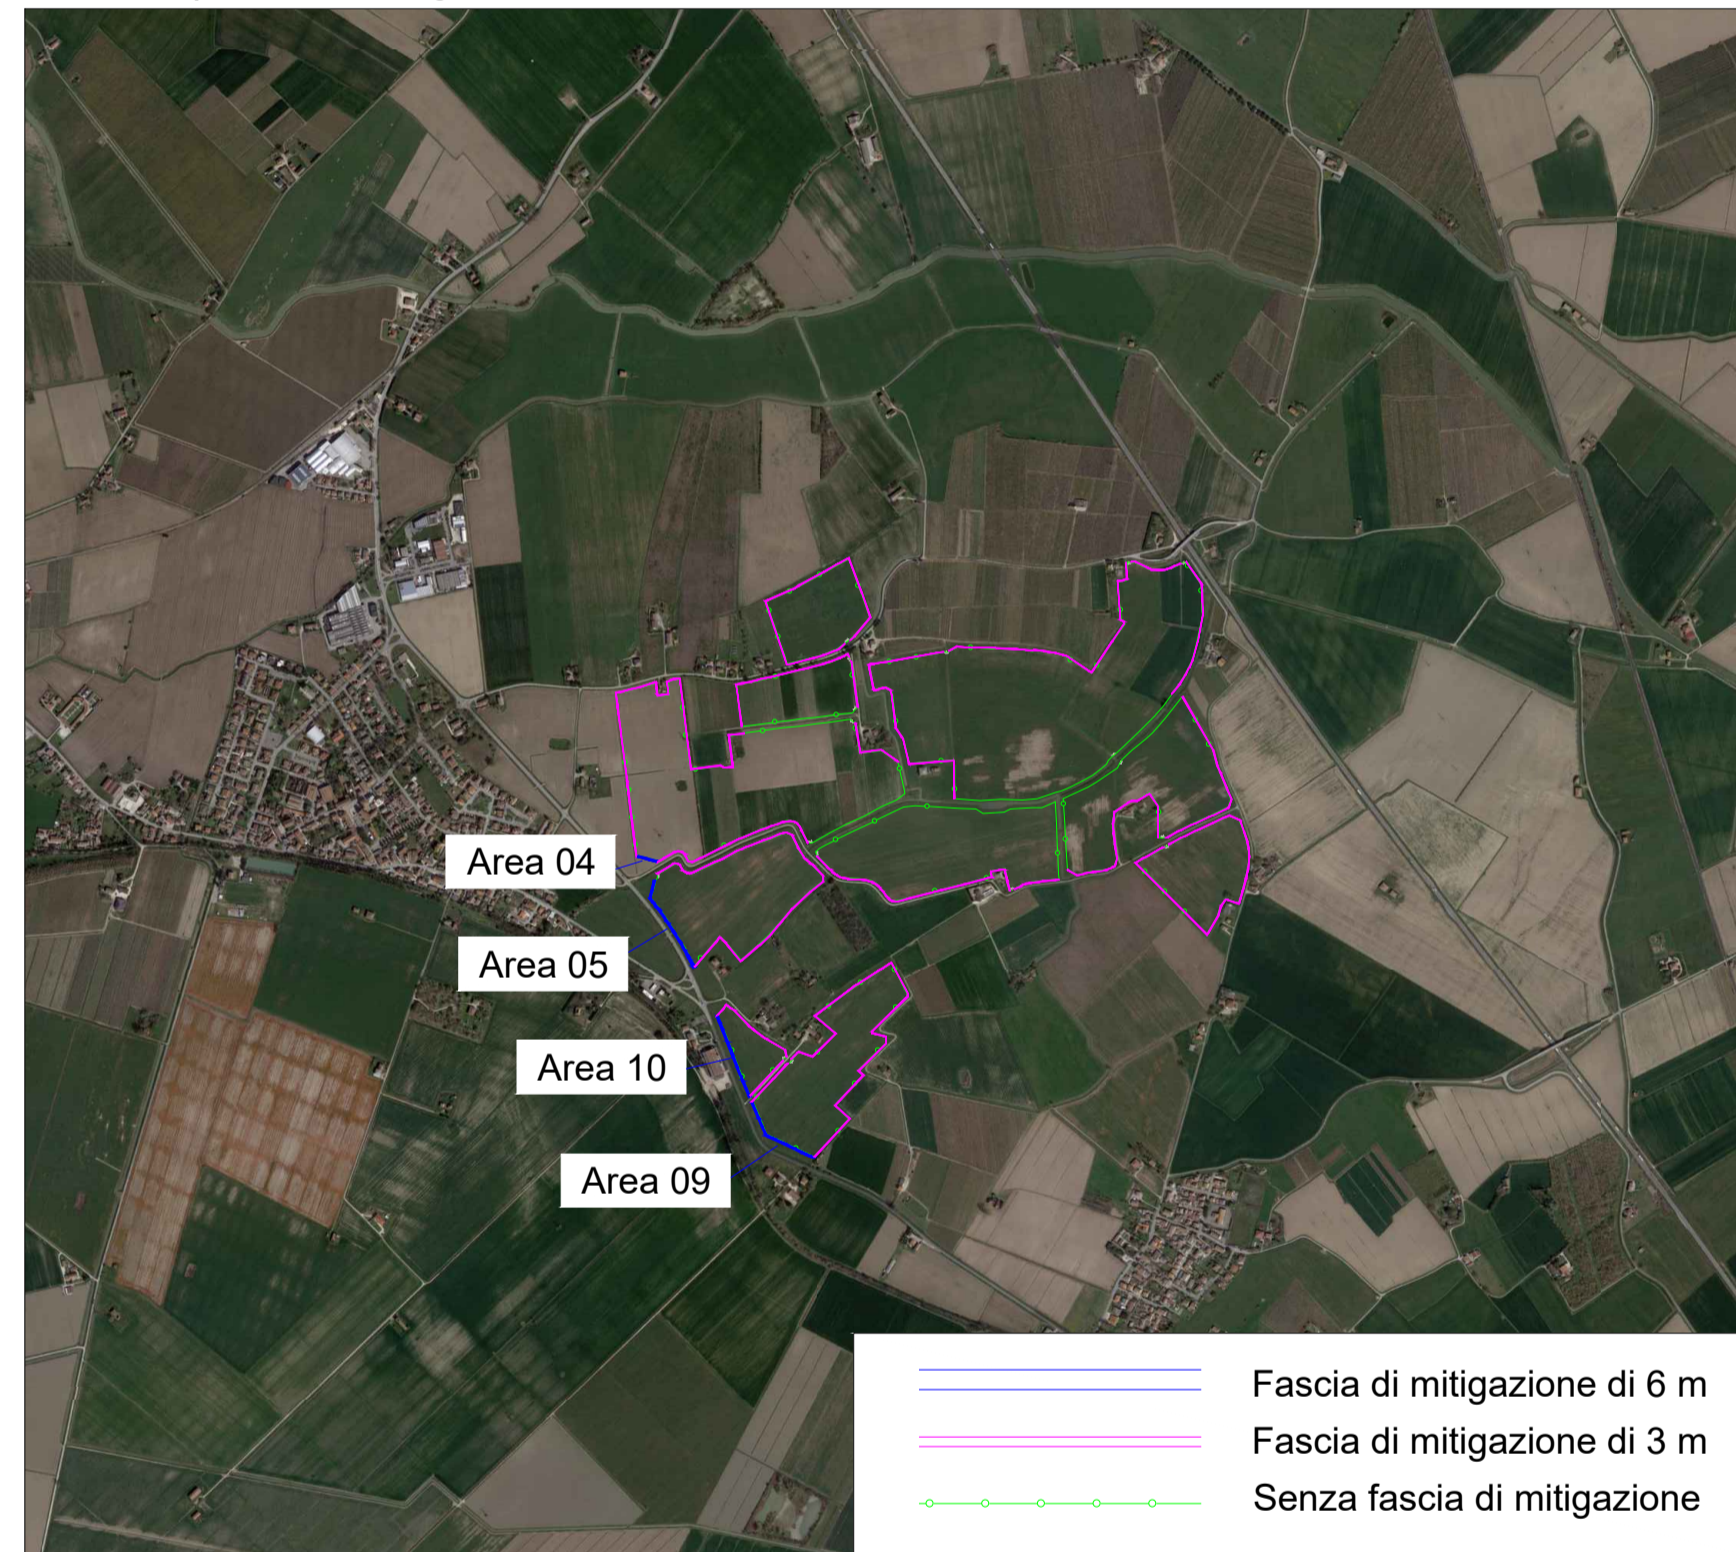 Area 04
Area 05
Area 10
Area 09
Fascia di mitigazione di 6 m
Fascia di mitigazione di 3 m
Senza fascia di mitigazione